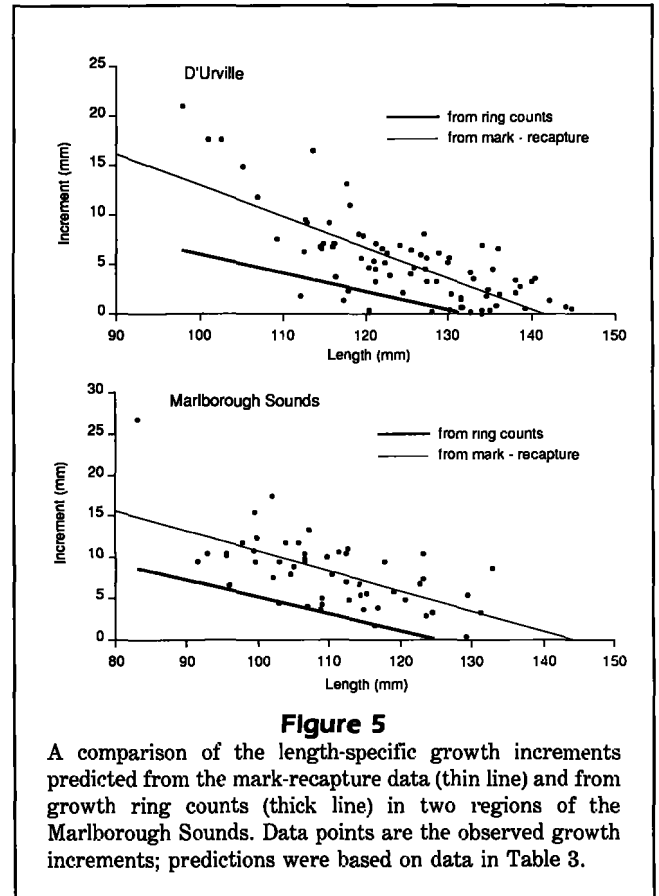 25
D'Urville
20
from ring counts
from mark - recapture
15
Increment (mm)
10
5
0
90 100 110 120 130 140 150
Length (mm)
30
Marlborough Sounds
25
from ring counts
from mark - recapture
20
15
Increment (mm)
10
5
0
80 90 100 110 120 130 140 150
Length (mm)
Figure 5
A comparison of the length-specific growth increments
predicted from the mark-recapture data (thin line) and from
growth ring counts (thick line) in two regions of the
Marlborough Sounds. Data points are the observed growth
increments; predictions were based on data in Table 3.